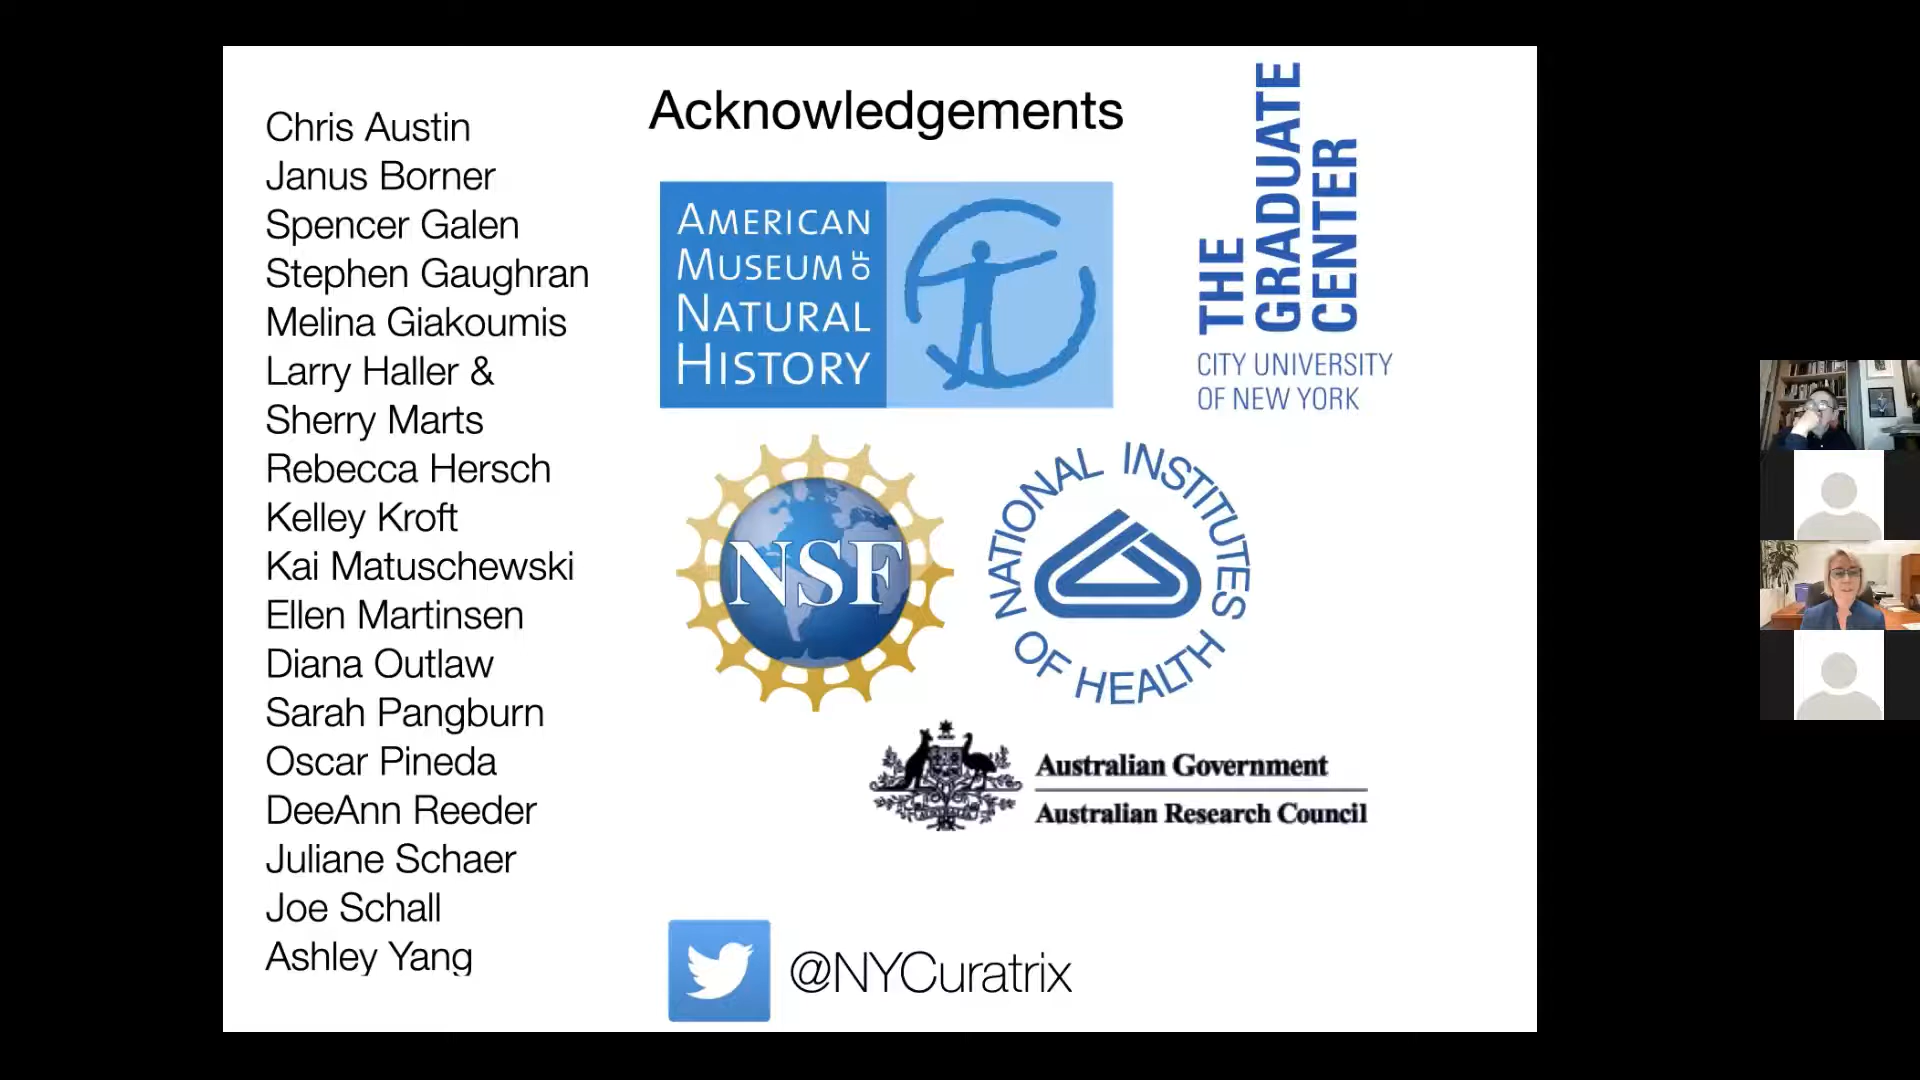 Acknowledgements
Chris Austin
Janus Borner
Spencer Galen
Stephen Gaughran
Melina Giakoumis
Larry Haller &
Sherry Marts
Rebecca Hersch
Kelley Kroft
Kai Matuschewski
Ellen Martinsen
Diana Outlaw
Sarah Pangburn
Oscar Pineda
DeeAnn Reeder
Juliane Schaer
Joe Schall
Ashley Yang
AMERICAN
MUSEUM OF
NATURAL
HISTORY
THE
GRADUATE
CENTER
CITY UNIVERSITY
OF NEW YORK
NSF
NATIONAL INSTITUTES
OF HEALTH
Australian Government
Australian Research Council
@NYCuratrix